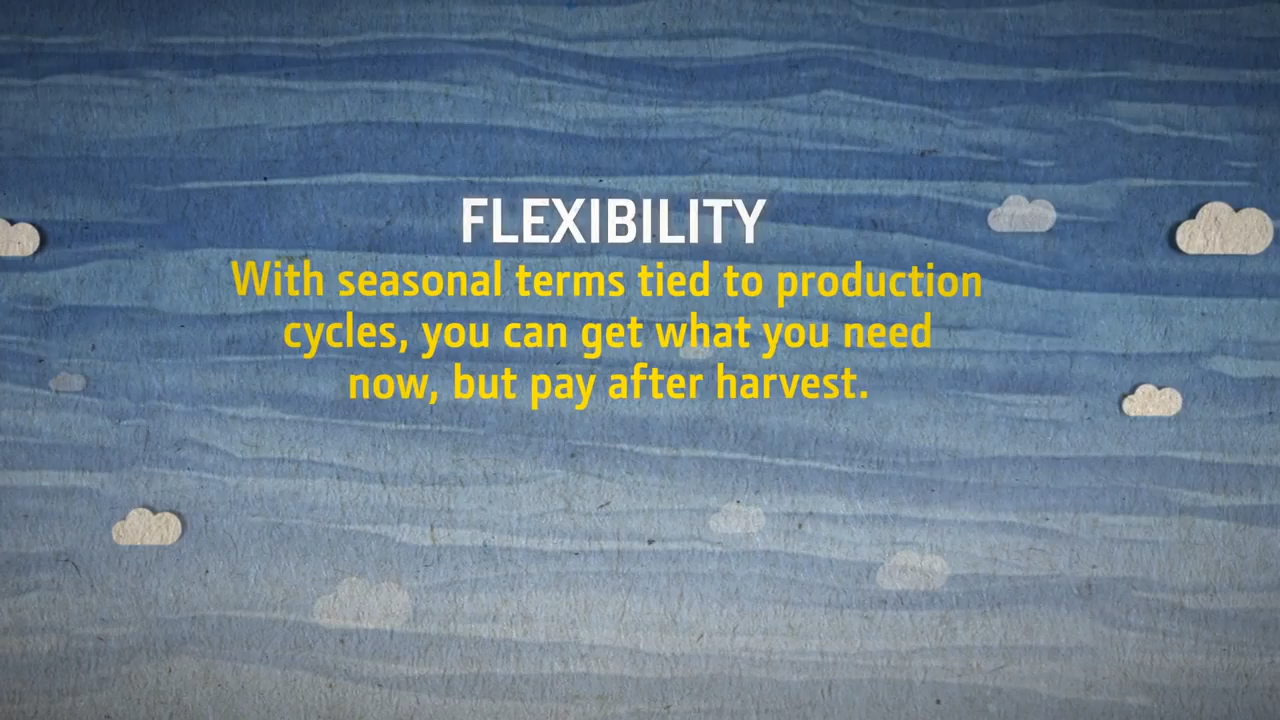 FLEXIBILITY
With seasonal terms tied to production
cycles, you can get what you need
now, but pay after harvest.